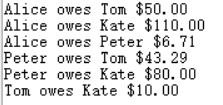 Alice owes Tom $50.00
Alice owes Kate $110.00
Alice owes Peter $6.71
Peter owes Tom $43.29
Peter owes Kate $80.00
Tom owes Kate $10.00